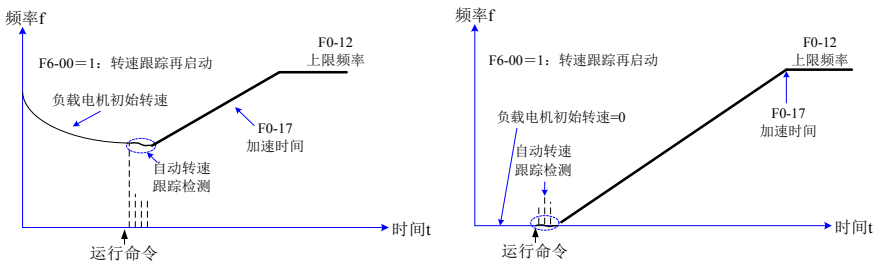 频率f
F0-12
上限频率
F6-00＝1：转速跟踪再启动
负载电机初始转速
F0-17
加速时间
自动转速
跟踪检测
时间t
运行命令
频率f
F0-12
上限频率
F6-00＝1：转速跟踪再启动
负载电机初始转速=0
F0-17
加速时间
自动转速
跟踪检测
时间t
运行命令